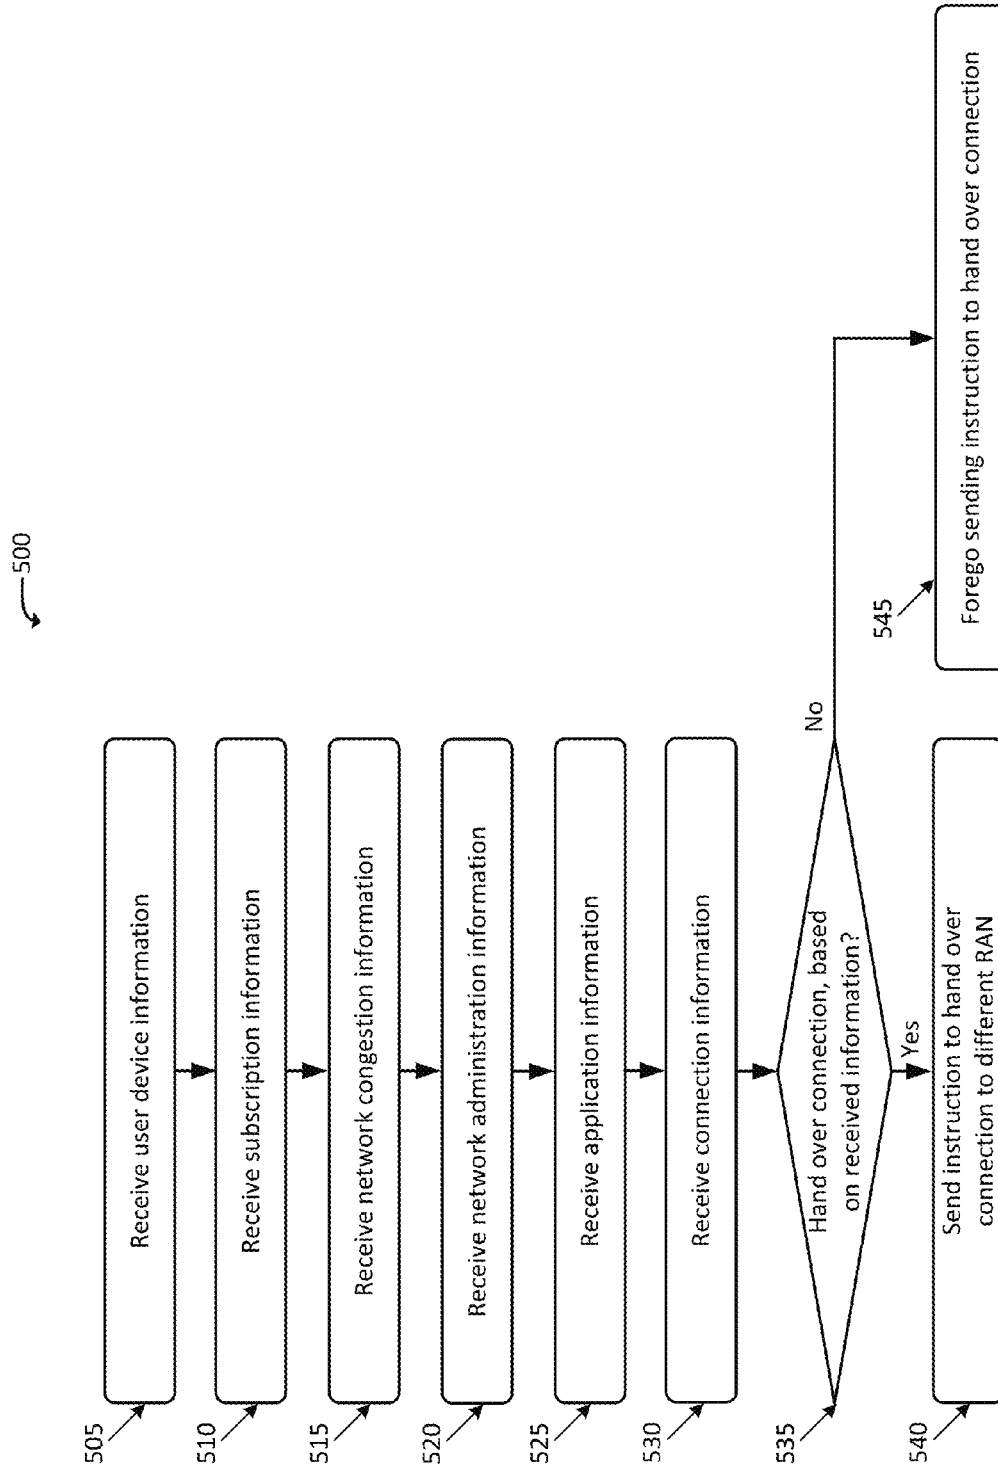 500
505
Receive user device information
510
Receive subscription information
515
Receive network congestion information
520
Receive network administration information
525
Receive application information
530
Receive connection information
535
Hand over connection, based
on received information?
No
Yes
540
Send instruction to hand over
connection to different RAN
545
Forego sending instruction to hand over connection